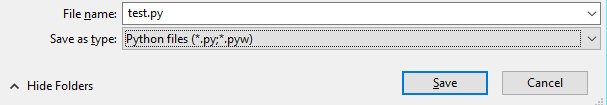 File name: test.py
Save as type: Python files (*.py;*.pyw)
Hide Folders Save Cancel